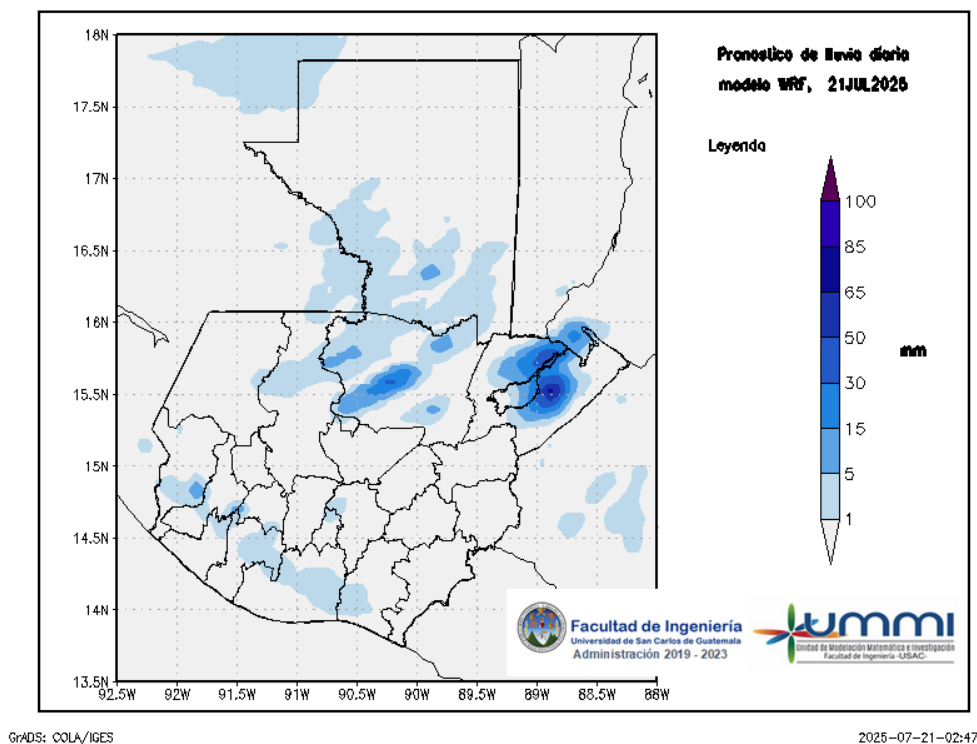 Pronostico de lluvia diaria
modelo WRF, 21JUL2025
Leyenda
100
85
65
50
30
15
5
1
mm
18N
17.5N
17N
16.5N
16N
15.5N
15N
14.5N
14N
13.5N
92.5W 92W 91.5W 91W 90.5W 90W 89.5W 89W 88.5W 88W
Facultad de Ingeniería
Universidad de San Carlos de Guatemala
Administración 2019 - 2023
UMMI
Unidad de Modelación Matemática e Investigación
Facultad de Ingeniería -USAC-
GrADS: COLA/IGES
2025-07-21-02:47